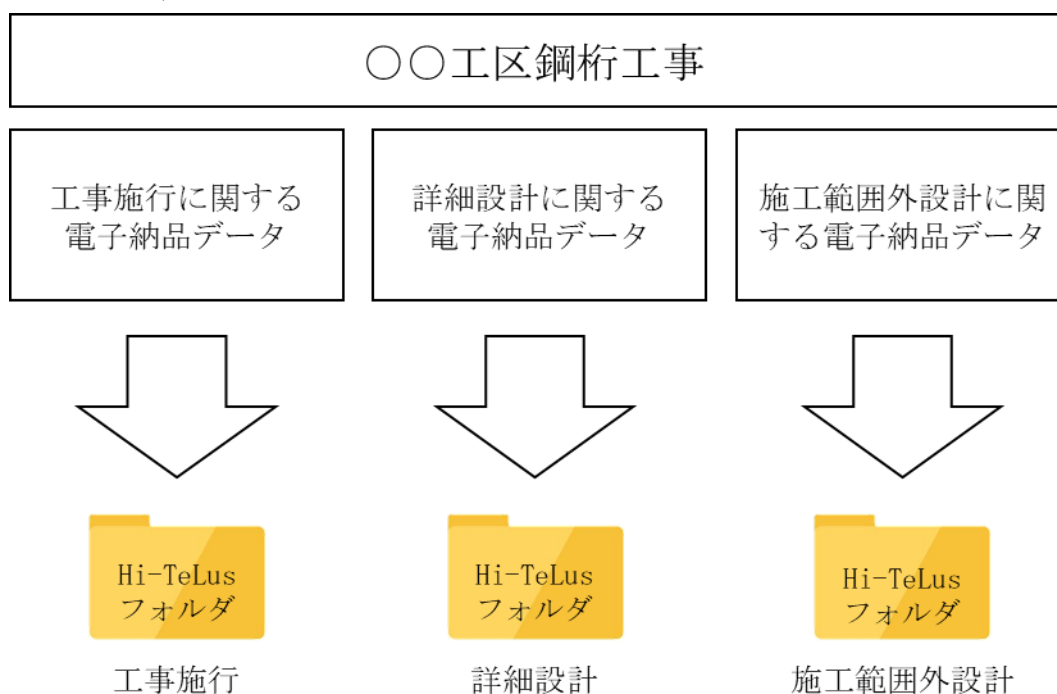 ○○工区鋼桁工事
工事施行に関する
電子納品データ
詳細設計に関する
電子納品データ
施工範囲外設計に関
する電子納品データ
Hi-TeLus
フォルダ
Hi-TeLus
フォルダ
Hi-TeLus
フォルダ
工事施行
詳細設計
施工範囲外設計